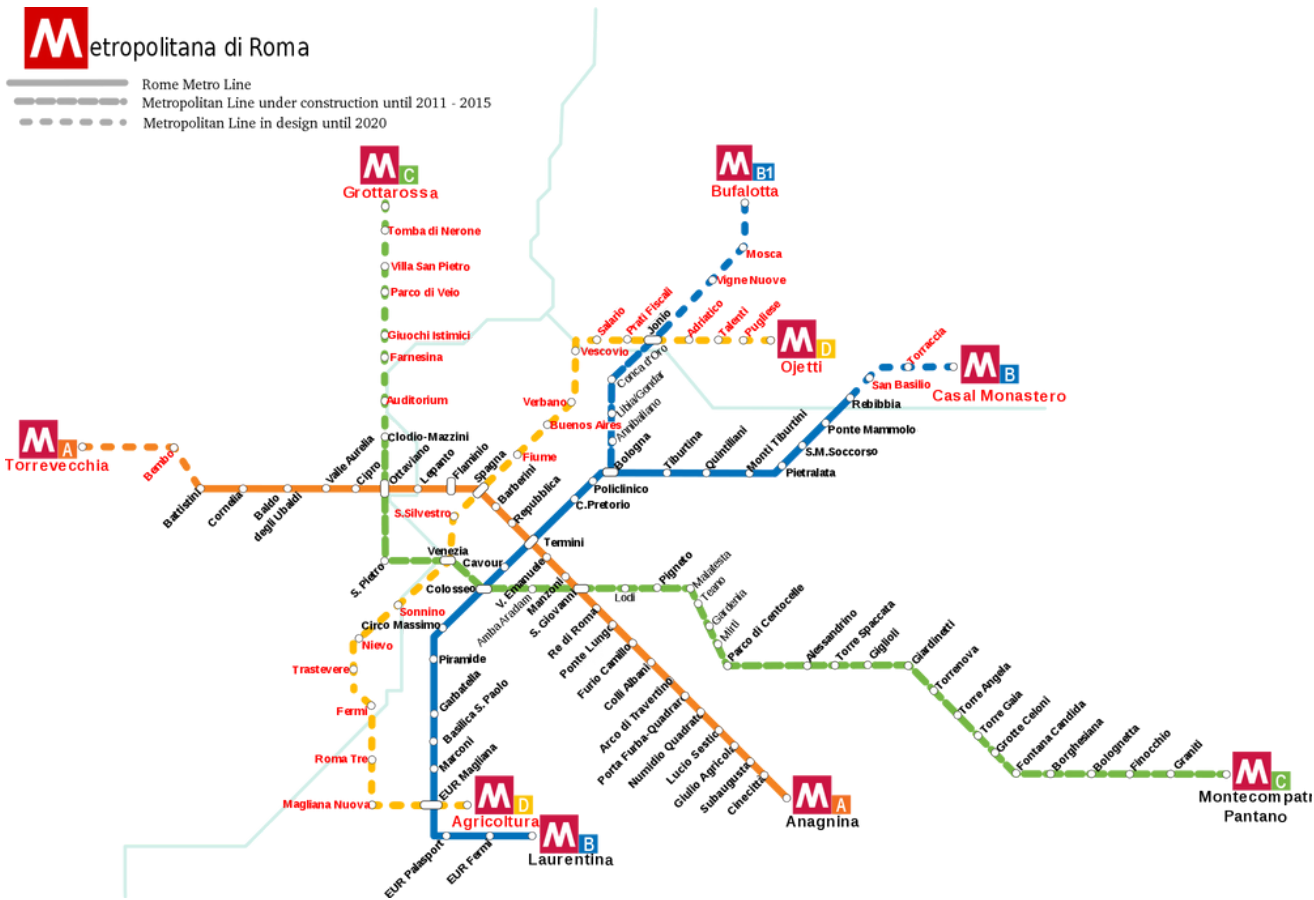 Metropolitana di Roma
Rome Metro Line
Metropolitan Line under construction until 2011 - 2015
Metropolitan Line in design until 2020
M C
Grottarossa
M B1
Bufalotta
Tomba di Nerone
Villa San Pietro
Parco di Veio
Giuochi Istimici
Farnesina
Auditorium
Clodio-Mazzini
Mosca
Vigne Nuove
Salario
Prati Fiscali
Jonio
Adriatico
Talenti
Pugliese
M D
Ojetti
Vescovio
Verbano
Buenos Aires
Fiume
S.Silvestro
Conca d'Oro
Libia/Gondar
Annibaliano
Bologna
Tiburtina
Quintiliani
Monti Tiburtini
Pietralata
S.M.Soccorso
Ponte Mammolo
Rebibbia
San Basilio
Torraccia
M B
Casal Monastero
M A
Torrevecchia
Bembo
Battistini
Cornelia
Baldo
degli Ubaldi
Valle Aurelia
Cipro
Ottaviano
Lepanto
Flaminio
Spagna
Barberini
Repubblica
Policlinico
C.Pretorio
Termini
Venezia
Cavour
Colosseo
S. Pietro
V. Emanuele
Manzoni
S. Giovanni
Amba Aradam
Lodi
Pigneto
Malatesta
Teano
Gardenia
Mirti
Parco di Centocelle
Alessandrino
Torre Spaccata
Giglioli
Giardinetti
Torrenova
Torre Angela
Torre Gaia
Grotte Celoni
Fontana Candida
Borghesiana
Bolognetta
Finocchio
Graniti
M C
Montecompatr
Pantano
Sonnino
Circo Massimo
Nievo
Trastevere
Fermi
Roma Tre
Magliana Nuova
Piramide
Garbatella
Basilica S. Paolo
Marconi
EUR Magliana
M D
Agricoltura
EUR Palasport
EUR Fermi
M B
Laurentina
Re di Roma
Ponte Lungo
Furio Camillo
Colli Albani
Arco di Travertino
Porta Furba-Quadraro
Numidio Quadrato
Lucio Sestio
Giulio Agricola
Subaugusta
Cinecittà
M A
Anagnina